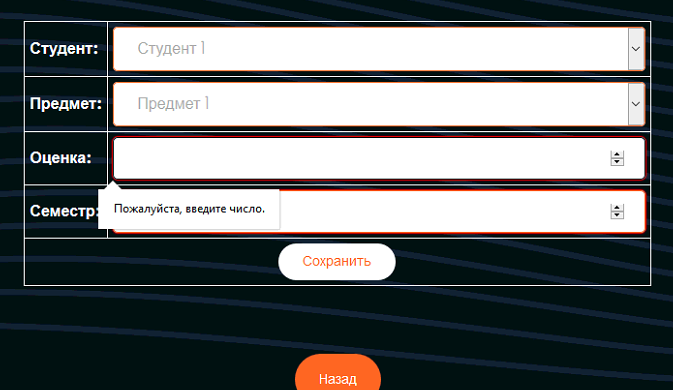 Студент:
Студент 1
Предмет:
Предмет 1
Оценка:
Семестр:
Пожалуйста, введите число.
Сохранить
Назад